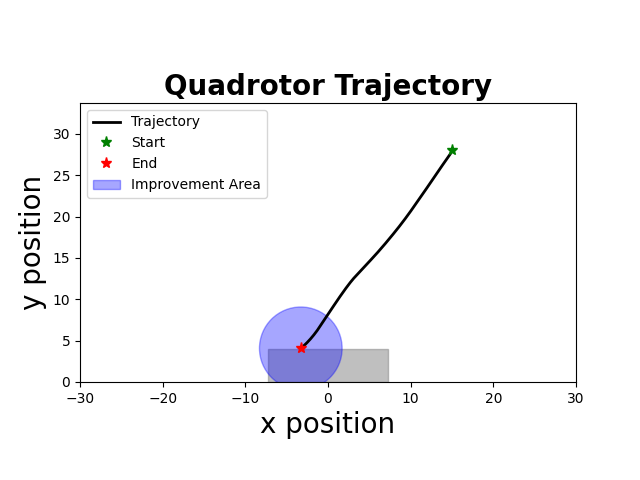 Quadrotor Trajectory
Trajectory
Start
End
Improvement Area
y position
30
25
20
15
10
5
0
−30
−20
−10
0
10
20
30
x position